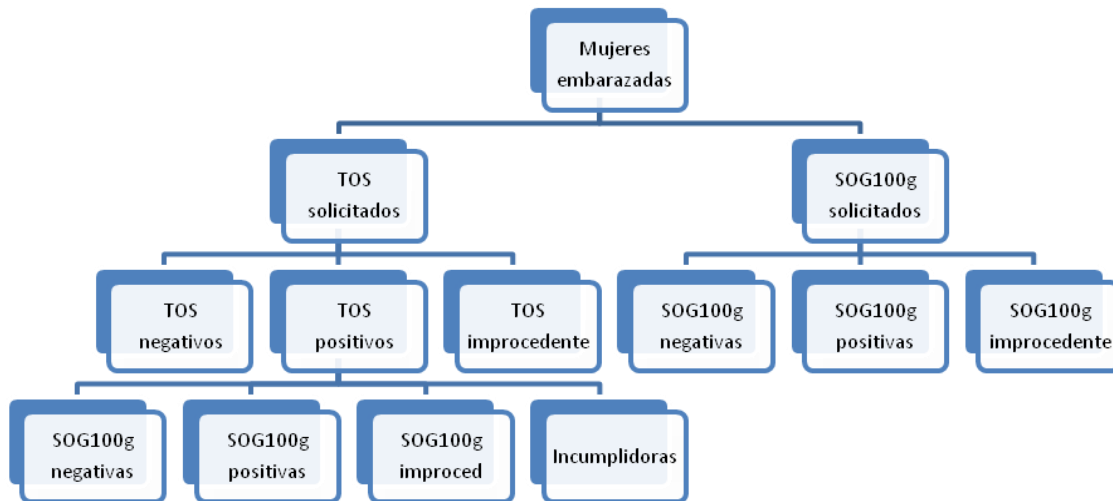 Mujeres
embarazadas
TOS
solicitados
SOG100g
solicitados
TOS
negativos
TOS
positivos
TOS
improcedente
SOG100g
negativas
SOG100g
positivas
SOG100g
improcedente
SOG100g
negativas
SOG100g
positivas
SOG100g
improced
Incumplidoras